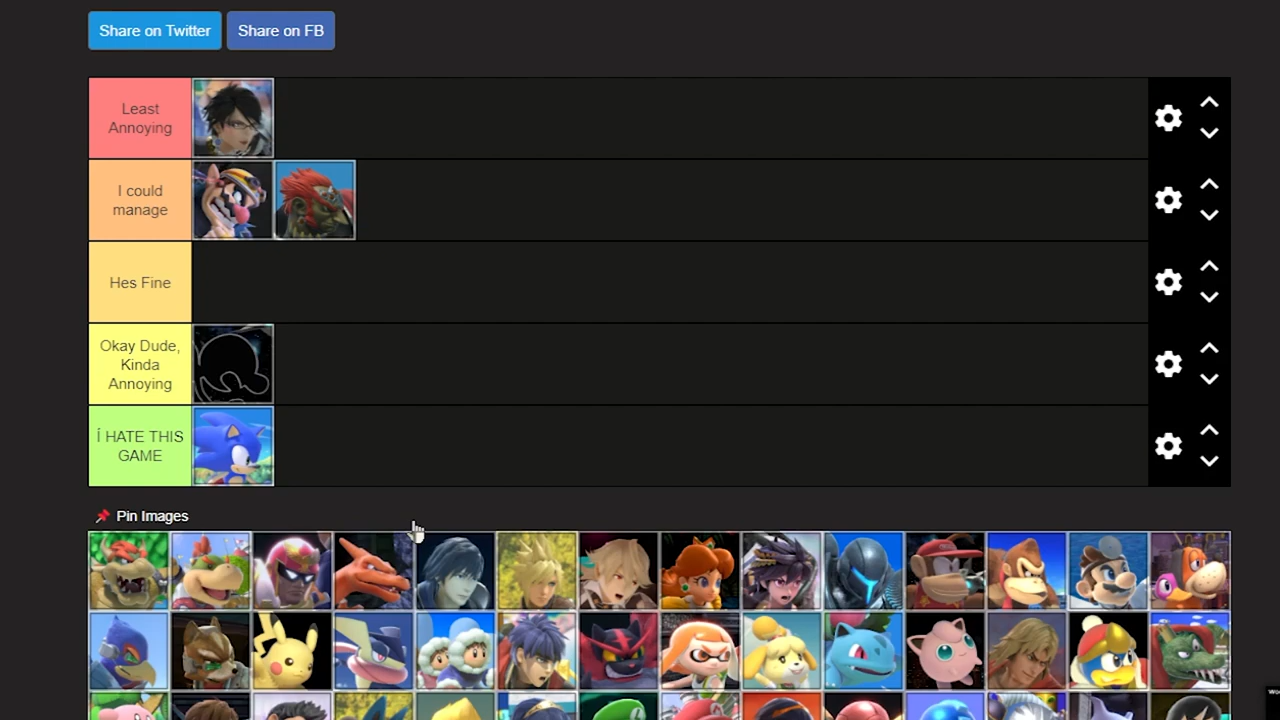 Share on Twitter
Share on FB
Least
Annoying
I could
manage
Hes Fine
Okay Dude,
Kinda
Annoying
Í HATE THIS
GAME
Pin Images